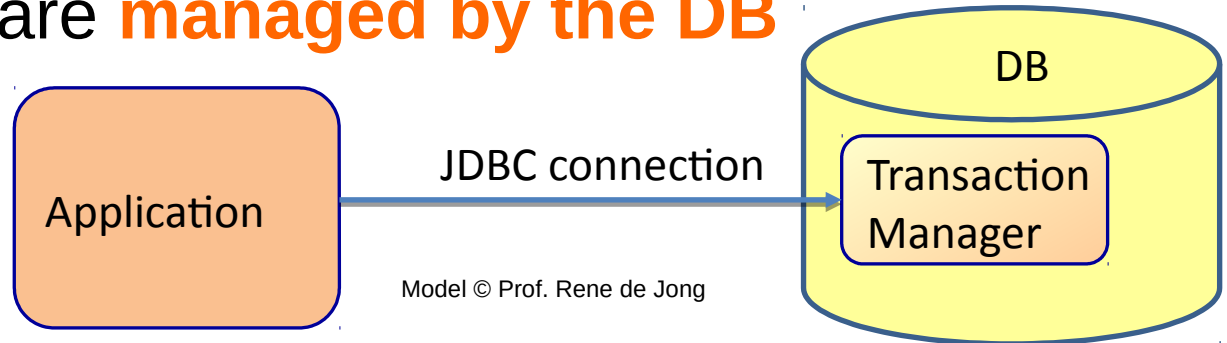 are managed by the DB
DB
JDBC connection
Transaction
Manager
Application
Model © Prof. Rene de Jong